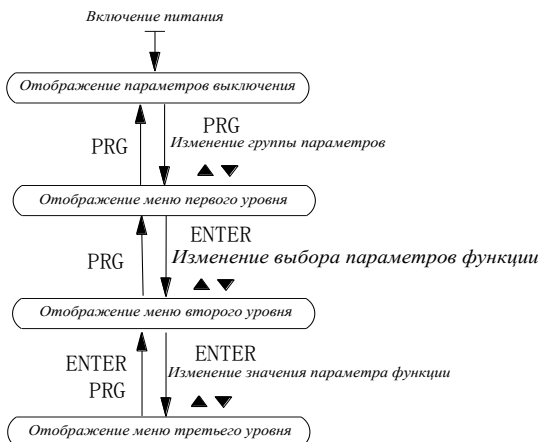 Включение питания
Отображение параметров выключения
PRG
PRG
Изменение группы параметров
▲ ▼
Отображение меню первого уровня
ENTER
PRG
Изменение выбора параметров функции
▲ ▼
Отображение меню второго уровня
ENTER
ENTER
Изменение значения параметра функции
PRG
▲ ▼
Отображение меню третьего уровня